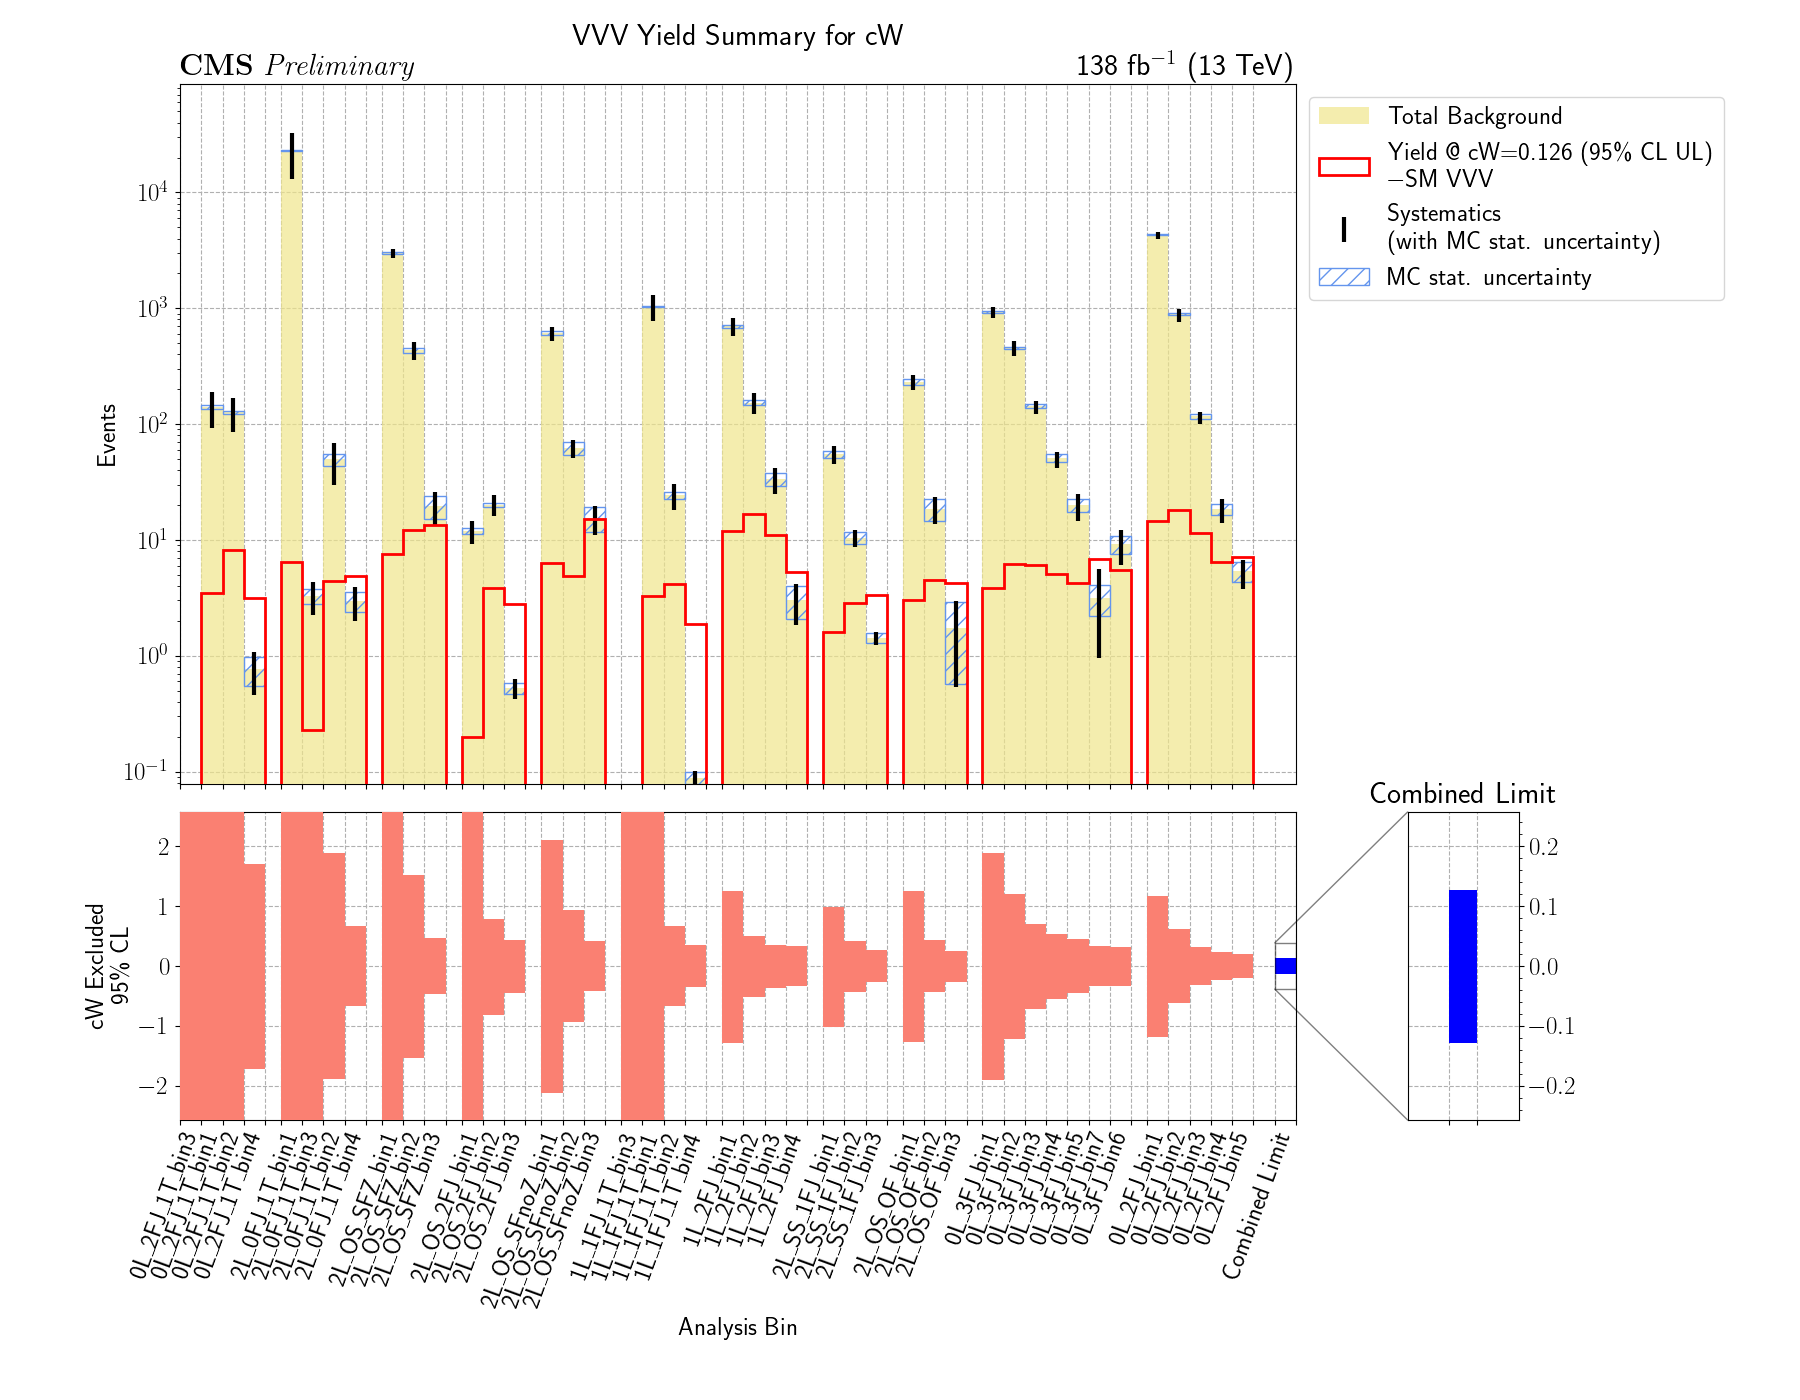 VVV Yield Summary for cW
CMS Preliminary
138 fb⁻¹ (13 TeV)
Total Background
Yield @ cW=0.126 (95% CL UL)
−SM VVV
Systematics
(with MC stat. uncertainty)
MC stat. uncertainty
Events
10⁴
10³
10²
10¹
10⁰
10⁻¹
Combined Limit
cW Excluded
95% CL
2
1
0
−1
−2
0.2
0.1
0.0
−0.1
−0.2
0L_2FJ_1T_bin3
0L_2FJ_1T_bin1
0L_2FJ_1T_bin2
0L_2FJ_1T_bin4
2L_0FJ_1T_bin1
2L_0FJ_1T_bin3
2L_0FJ_1T_bin2
2L_0FJ_1T_bin4
2L_OS_SFZ_bin1
2L_OS_SFZ_bin2
2L_OS_SFZ_bin3
2L_OS_2FJ_bin1
2L_OS_2FJ_bin2
2L_OS_2FJ_bin3
2L_OS_SFnoZ_bin1
2L_OS_SFnoZ_bin2
2L_OS_SFnoZ_bin3
1L_1FJ_1T_bin3
1L_1FJ_1T_bin1
1L_1FJ_1T_bin2
1L_1FJ_1T_bin4
1L_2FJ_bin1
1L_2FJ_bin2
1L_2FJ_bin3
1L_2FJ_bin4
2L_SS_1FJ_bin1
2L_SS_1FJ_bin2
2L_SS_1FJ_bin3
2L_OS_OF_bin1
2L_OS_OF_bin2
2L_OS_OF_bin3
0L_3FJ_bin1
0L_3FJ_bin2
0L_3FJ_bin3
0L_3FJ_bin4
0L_3FJ_bin5
0L_3FJ_bin7
0L_3FJ_bin6
0L_2FJ_bin1
0L_2FJ_bin2
0L_2FJ_bin3
0L_2FJ_bin4
0L_2FJ_bin5
Combined Limit
Analysis Bin